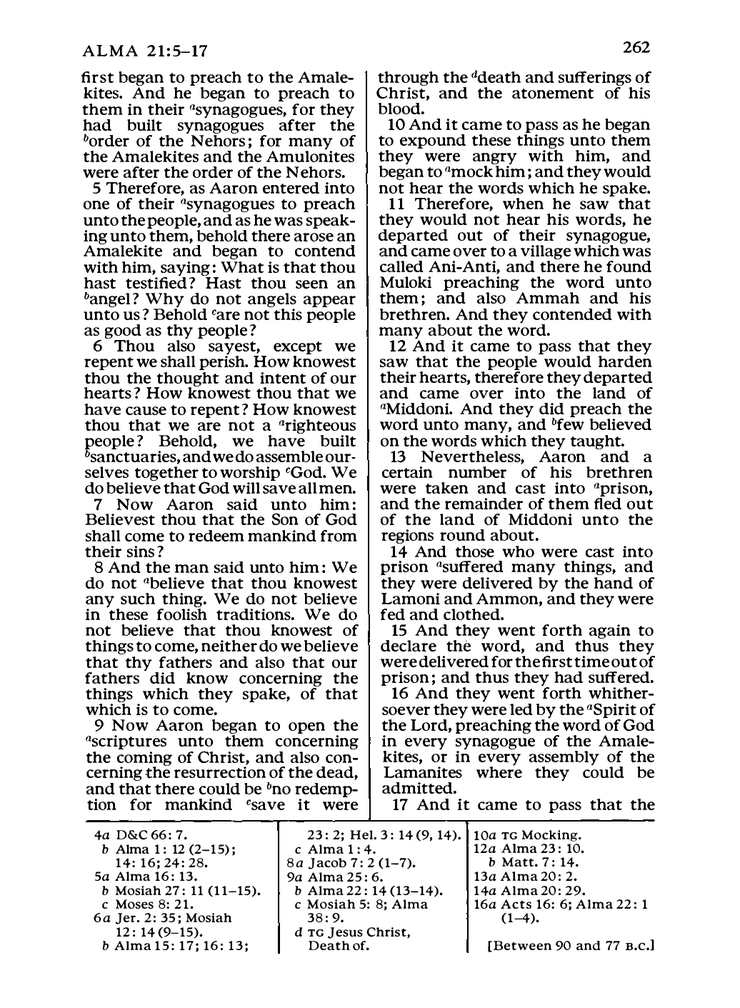 ALMA 21:5–17
262
first began to preach to the Amale-
kites. And he began to preach to
them in their asynagogues, for they
had built synagogues after the
border of the Nehors; for many of
the Amalekites and the Amulonites
were after the order of the Nehors.
5 Therefore, as Aaron entered into
one of their asynagogues to preach
unto the people, and as he was speak-
ing unto them, behold there arose an
Amalekite and began to contend
with him, saying: What is that thou
hast testified? Hast thou seen an
bangel? Why do not angels appear
unto us? Behold care not this people
as good as thy people?
6 Thou also sayest, except we
repent we shall perish. How knowest
thou the thought and intent of our
hearts? How knowest thou that we
have cause to repent? How knowest
thou that we are not a arighteous
people? Behold, we have built
bsanctuaries, and we do assemble our-
selves together to worship cGod. We
do believe that God will save all men.
7 Now Aaron said unto him:
Believest thou that the Son of God
shall come to redeem mankind from
their sins?
8 And the man said unto him: We
do not abelieve that thou knowest
any such thing. We do not believe
in these foolish traditions. We do
not believe that thou knowest of
things to come, neither do we believe
that thy fathers and also that our
fathers did know concerning the
things which they spake, of that
which is to come.
9 Now Aaron began to open the
ascriptures unto them concerning
the coming of Christ, and also con-
cerning the resurrection of the dead,
and that there could be bno redemp-
tion for mankind csave it were
through the ddeath and sufferings of
Christ, and the atonement of his
blood.
10 And it came to pass as he began
to expound these things unto them
they were angry with him, and
began to amock him; and they would
not hear the words which he spake.
11 Therefore, when he saw that
they would not hear his words, he
departed out of their synagogue,
and came over to a village which was
called Ani-Anti, and there he found
Muloki preaching the word unto
them; and also Ammah and his
brethren. And they contended with
many about the word.
12 And it came to pass that they
saw that the people would harden
their hearts, therefore they departed
and came over into the land of
aMiddoni. And they did preach the
word unto many, and bfew believed
on the words which they taught.
13 Nevertheless, Aaron and a
certain number of his brethren
were taken and cast into aprison,
and the remainder of them fled out
of the land of Middoni unto the
regions round about.
14 And those who were cast into
prison asuffered many things, and
they were delivered by the hand of
Lamoni and Ammon, and they were
fed and clothed.
15 And they went forth again to
declare the word, and thus they
were delivered for the first time out of
prison; and thus they had suffered.
16 And they went forth whither-
soever they were led by the aSpirit of
the Lord, preaching the word of God
in every synagogue of the Amale-
kites, or in every assembly of the
Lamanites where they could be
admitted.
17 And it came to pass that the
4a D&C 66: 7.
b Alma 1: 12 (2–15);
14: 16; 24: 28.
5a Alma 16: 13.
b Mosiah 27: 11 (11–15).
c Moses 8: 21.
6a Jer. 2: 35; Mosiah
12: 14 (9–15).
b Alma 15: 17; 16: 13;
23: 2; Hel. 3: 14 (9, 14).
c Alma 1: 4.
8a Jacob 7: 2 (1–7).
9a Alma 25: 6.
b Alma 22: 14 (13–14).
c Mosiah 5: 8; Alma
38: 9.
d TG Jesus Christ,
Death of.
10a TG Mocking.
12a Alma 23: 10.
b Matt. 7: 14.
13a Alma 20: 2.
14a Alma 20: 29.
16a Acts 16: 6; Alma 22: 1
(1–4).
[Between 90 and 77 B.C.]